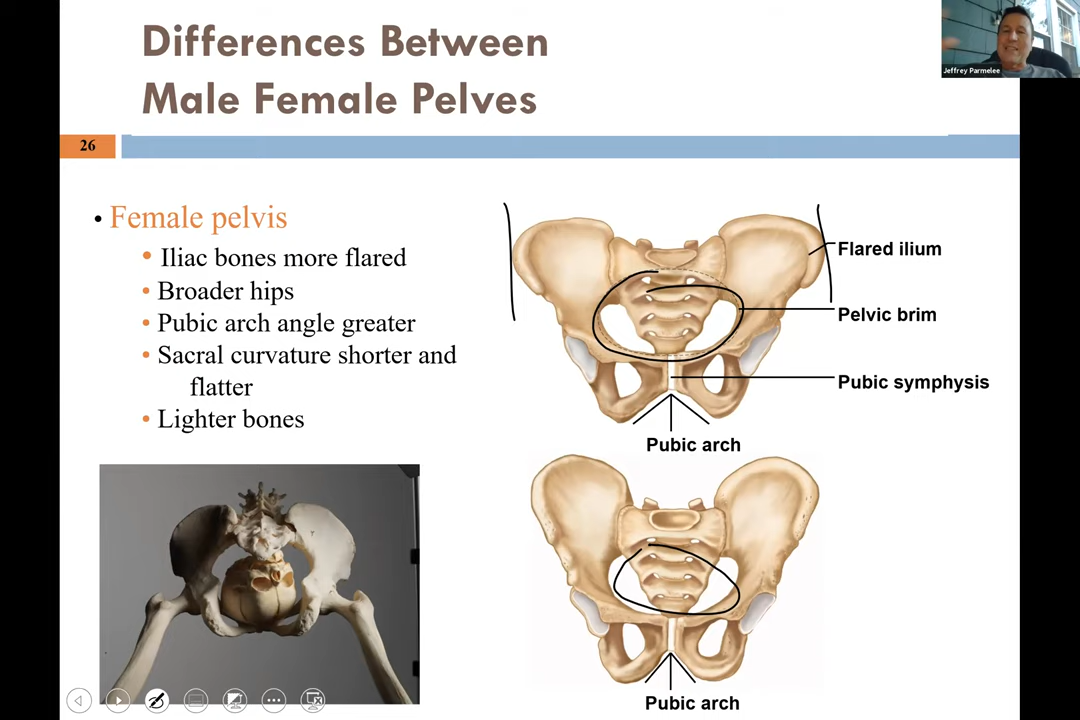 Differences Between
Male Female Pelves
Jeffrey Parmelee
26
• Female pelvis
• Iliac bones more flared
• Broader hips
• Pubic arch angle greater
• Sacral curvature shorter and
flatter
• Lighter bones
Flared ilium
Pelvic brim
Pubic symphysis
Pubic arch
Pubic arch